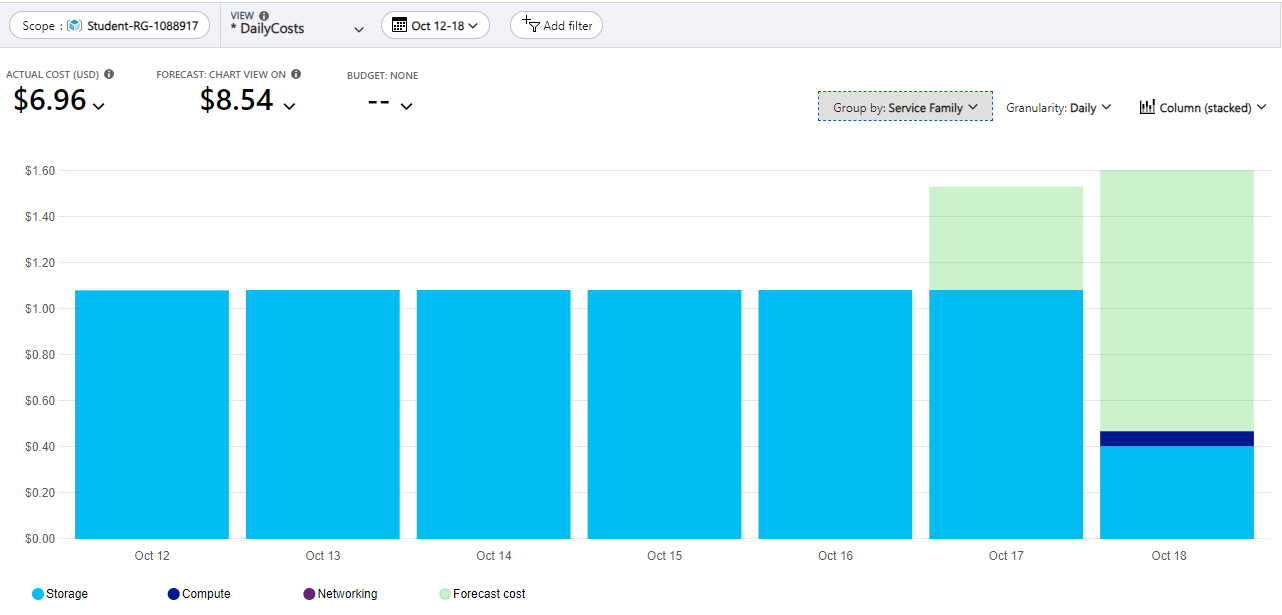 Scope : Student-RG-1088917
VIEW
* DailyCosts
Oct 12-18
Add filter
ACTUAL COST (USD)
$6.96
FORECAST: CHART VIEW ON
$8.54
BUDGET: NONE
--
Group by: Service Family
Granularity: Daily
Column (stacked)
$1.60
$1.40
$1.20
$1.00
$0.80
$0.60
$0.40
$0.20
$0.00
Oct 12 Oct 13 Oct 14 Oct 15 Oct 16 Oct 17 Oct 18
Storage Compute Networking Forecast cost